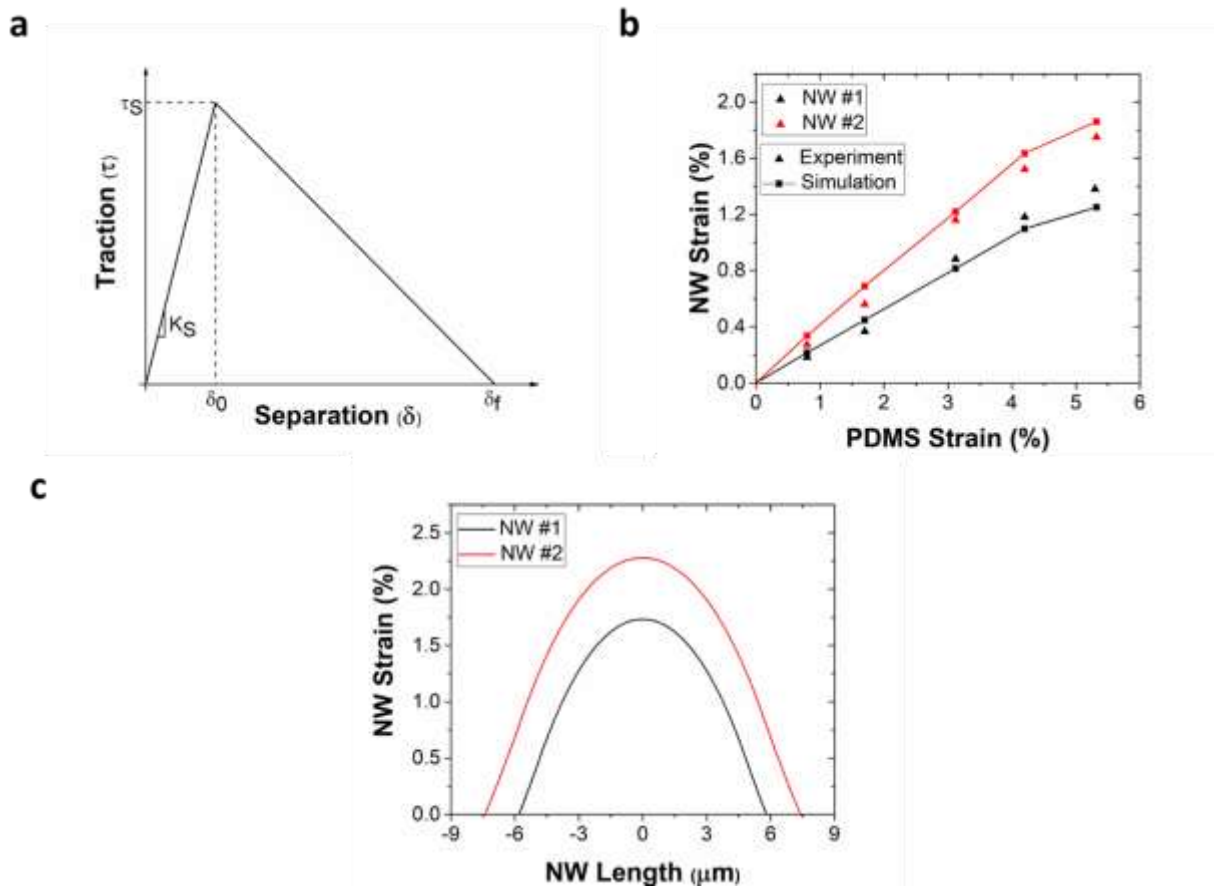 a
τS
Traction (τ)
KS
δ0
δf
Separation (δ)
b
NW #1
NW #2
Experiment
Simulation
2.0
1.6
1.2
0.8
0.4
0.0
NW Strain (%)
0 1 2 3 4 5 6
PDMS Strain (%)
c
NW #1
NW #2
2.5
2.0
1.5
1.0
0.5
0.0
NW Strain (%)
-9 -6 -3 0 3 6 9
NW Length (μm)